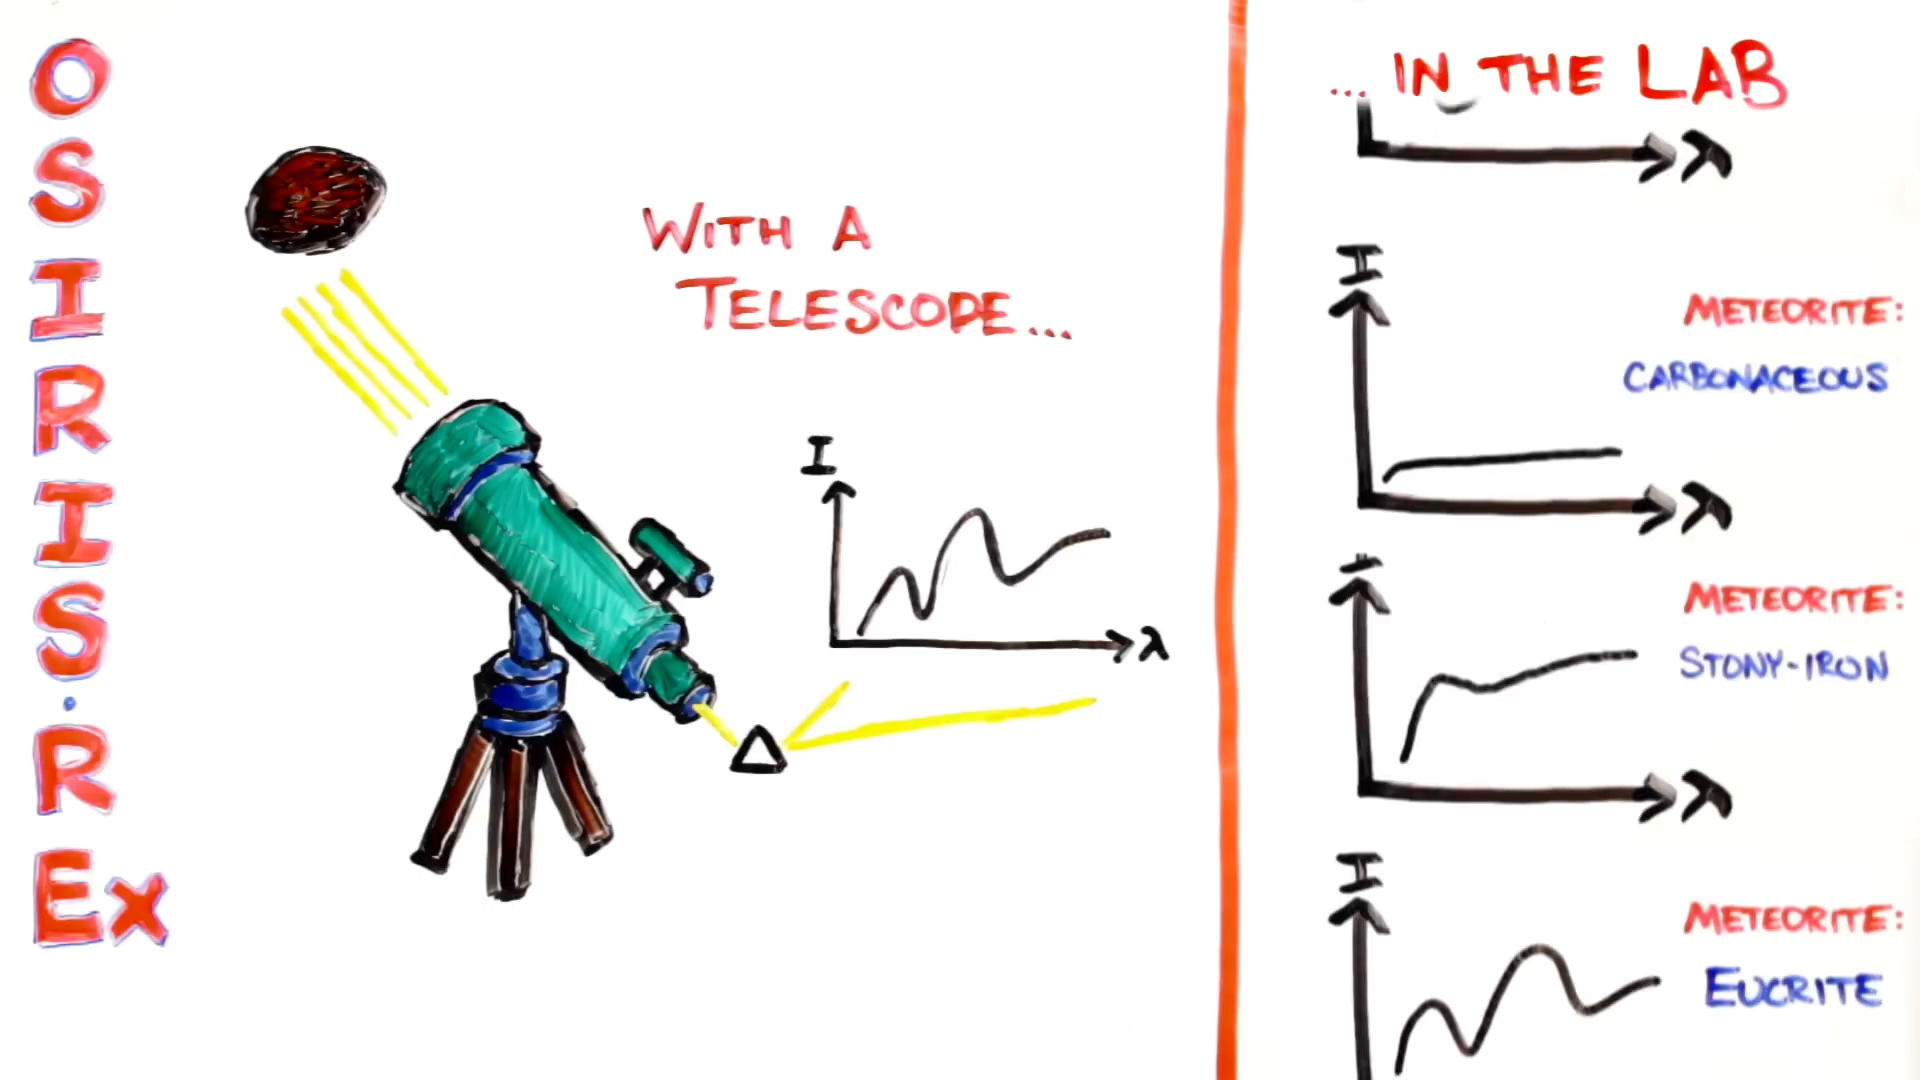 OSIRIS·REx
WITH A
TELESCOPE...
I
λ
... IN THE LAB
λ
I
METEORITE:
CARBONACEOUS
λ
METEORITE:
STONY-IRON
λ
I
METEORITE:
EUCRITE